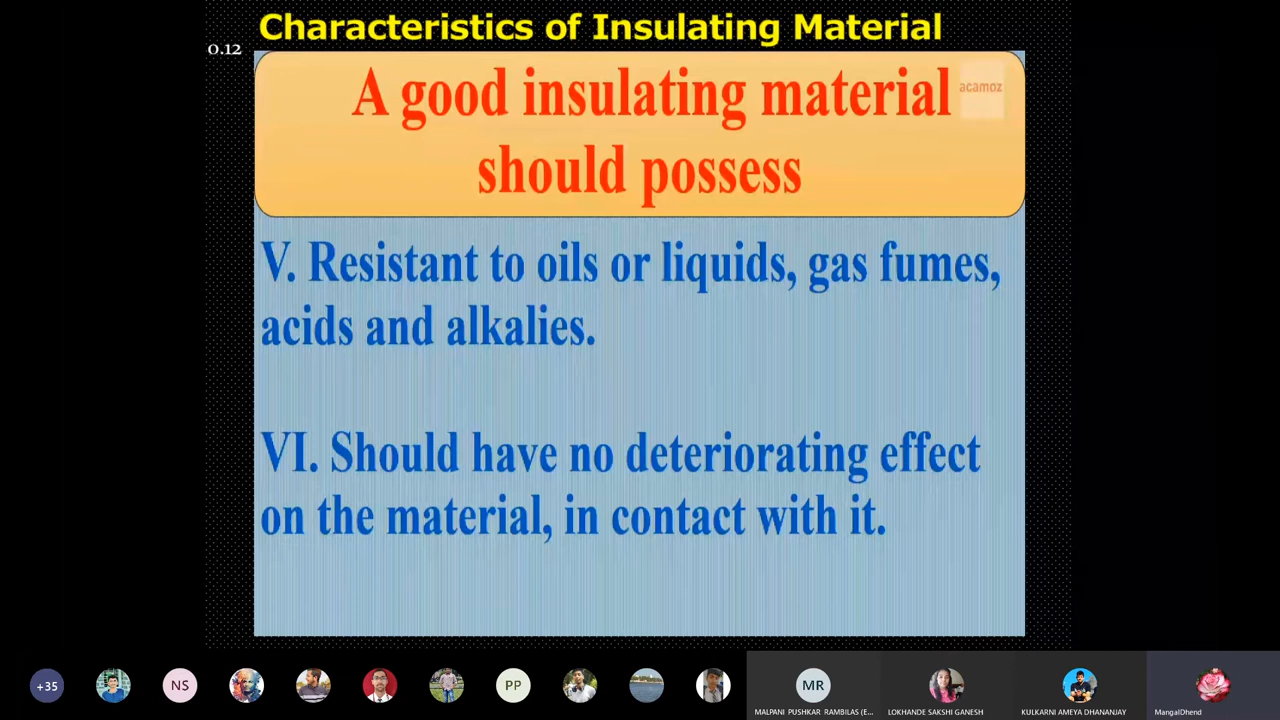 Characteristics of Insulating Material
0.12
A good insulating material
acamoz
should possess
V. Resistant to oils or liquids, gas fumes,
acids and alkalies.
VI. Should have no deteriorating effect
on the material, in contact with it.
+35
NS
PP
MR
MALPANI PUSHKAR RAMBILAS (E...
LOKHANDE SAKSHI GANESH
KULKARNI AMEYA DHANANJAY
MangalDhend